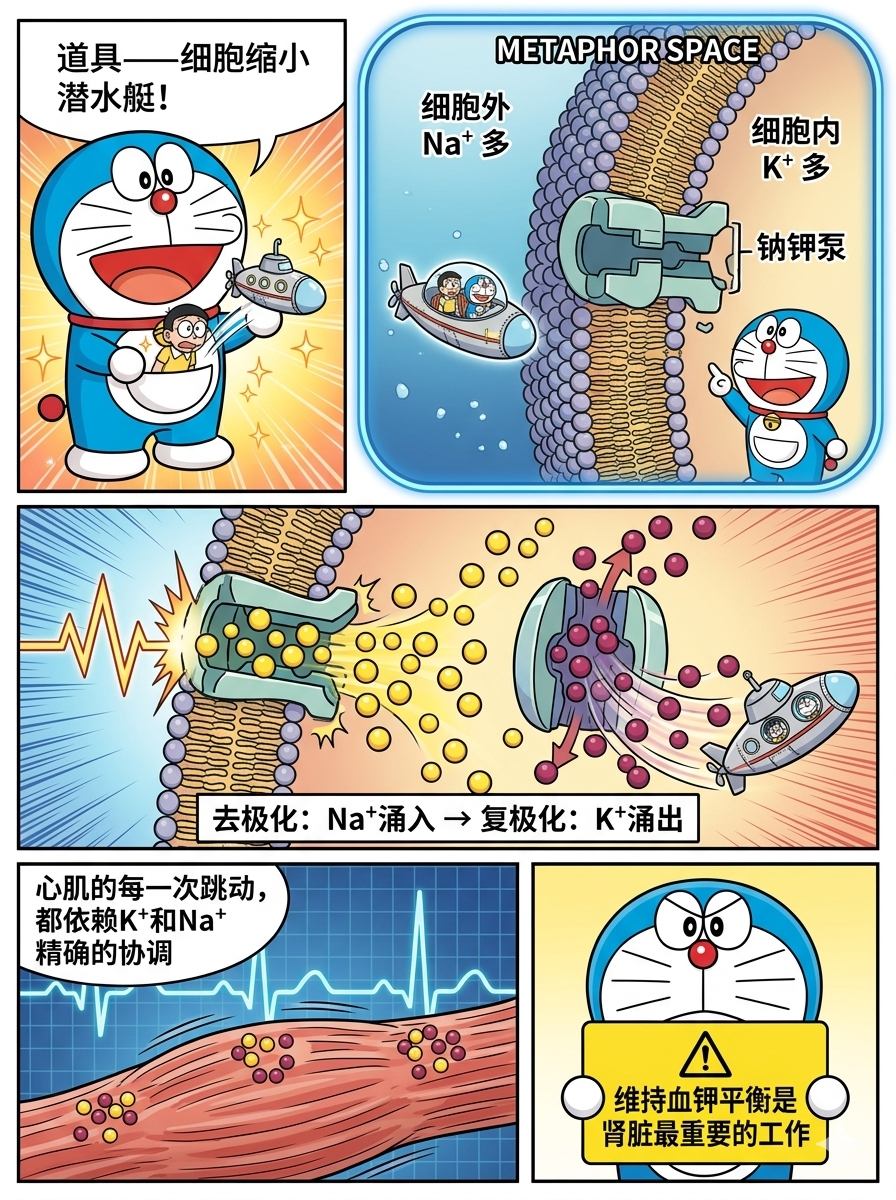 道具——细胞缩小
潜水艇！
METAPHOR SPACE
细胞外
Na⁺ 多
细胞内
K⁺ 多
钠钾泵
去极化：Na⁺涌入 → 复极化：K⁺涌出
心肌的每一次跳动，
都依赖K⁺和Na⁺
精确的协调
维持血钾平衡是
肾脏最重要的工作